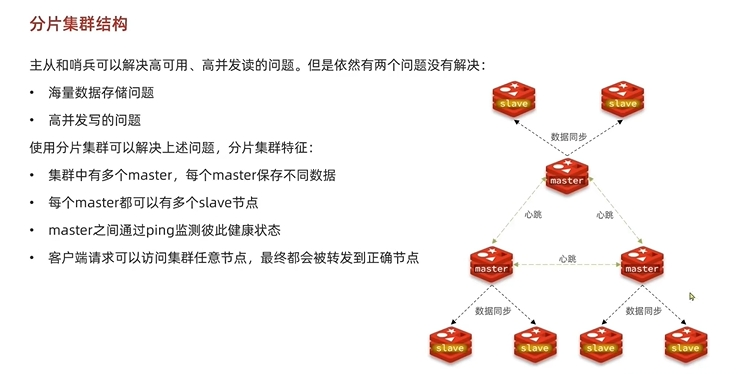 分片集群结构
主从和哨兵可以解决高可用、高并发读的问题。但是依然有两个问题没有解决：
• 海量数据存储问题
• 高并发写的问题
使用分片集群可以解决上述问题，分片集群特征：
• 集群中有多个master，每个master保存不同数据
• 每个master都可以有多个slave节点
• master之间通过ping监测彼此健康状态
• 客户端请求可以访问集群任意节点，最终都会被转发到正确节点
slave
slave
数据同步
master
心跳
心跳
master
心跳
master
数据同步
数据同步
slave
slave
slave
slave